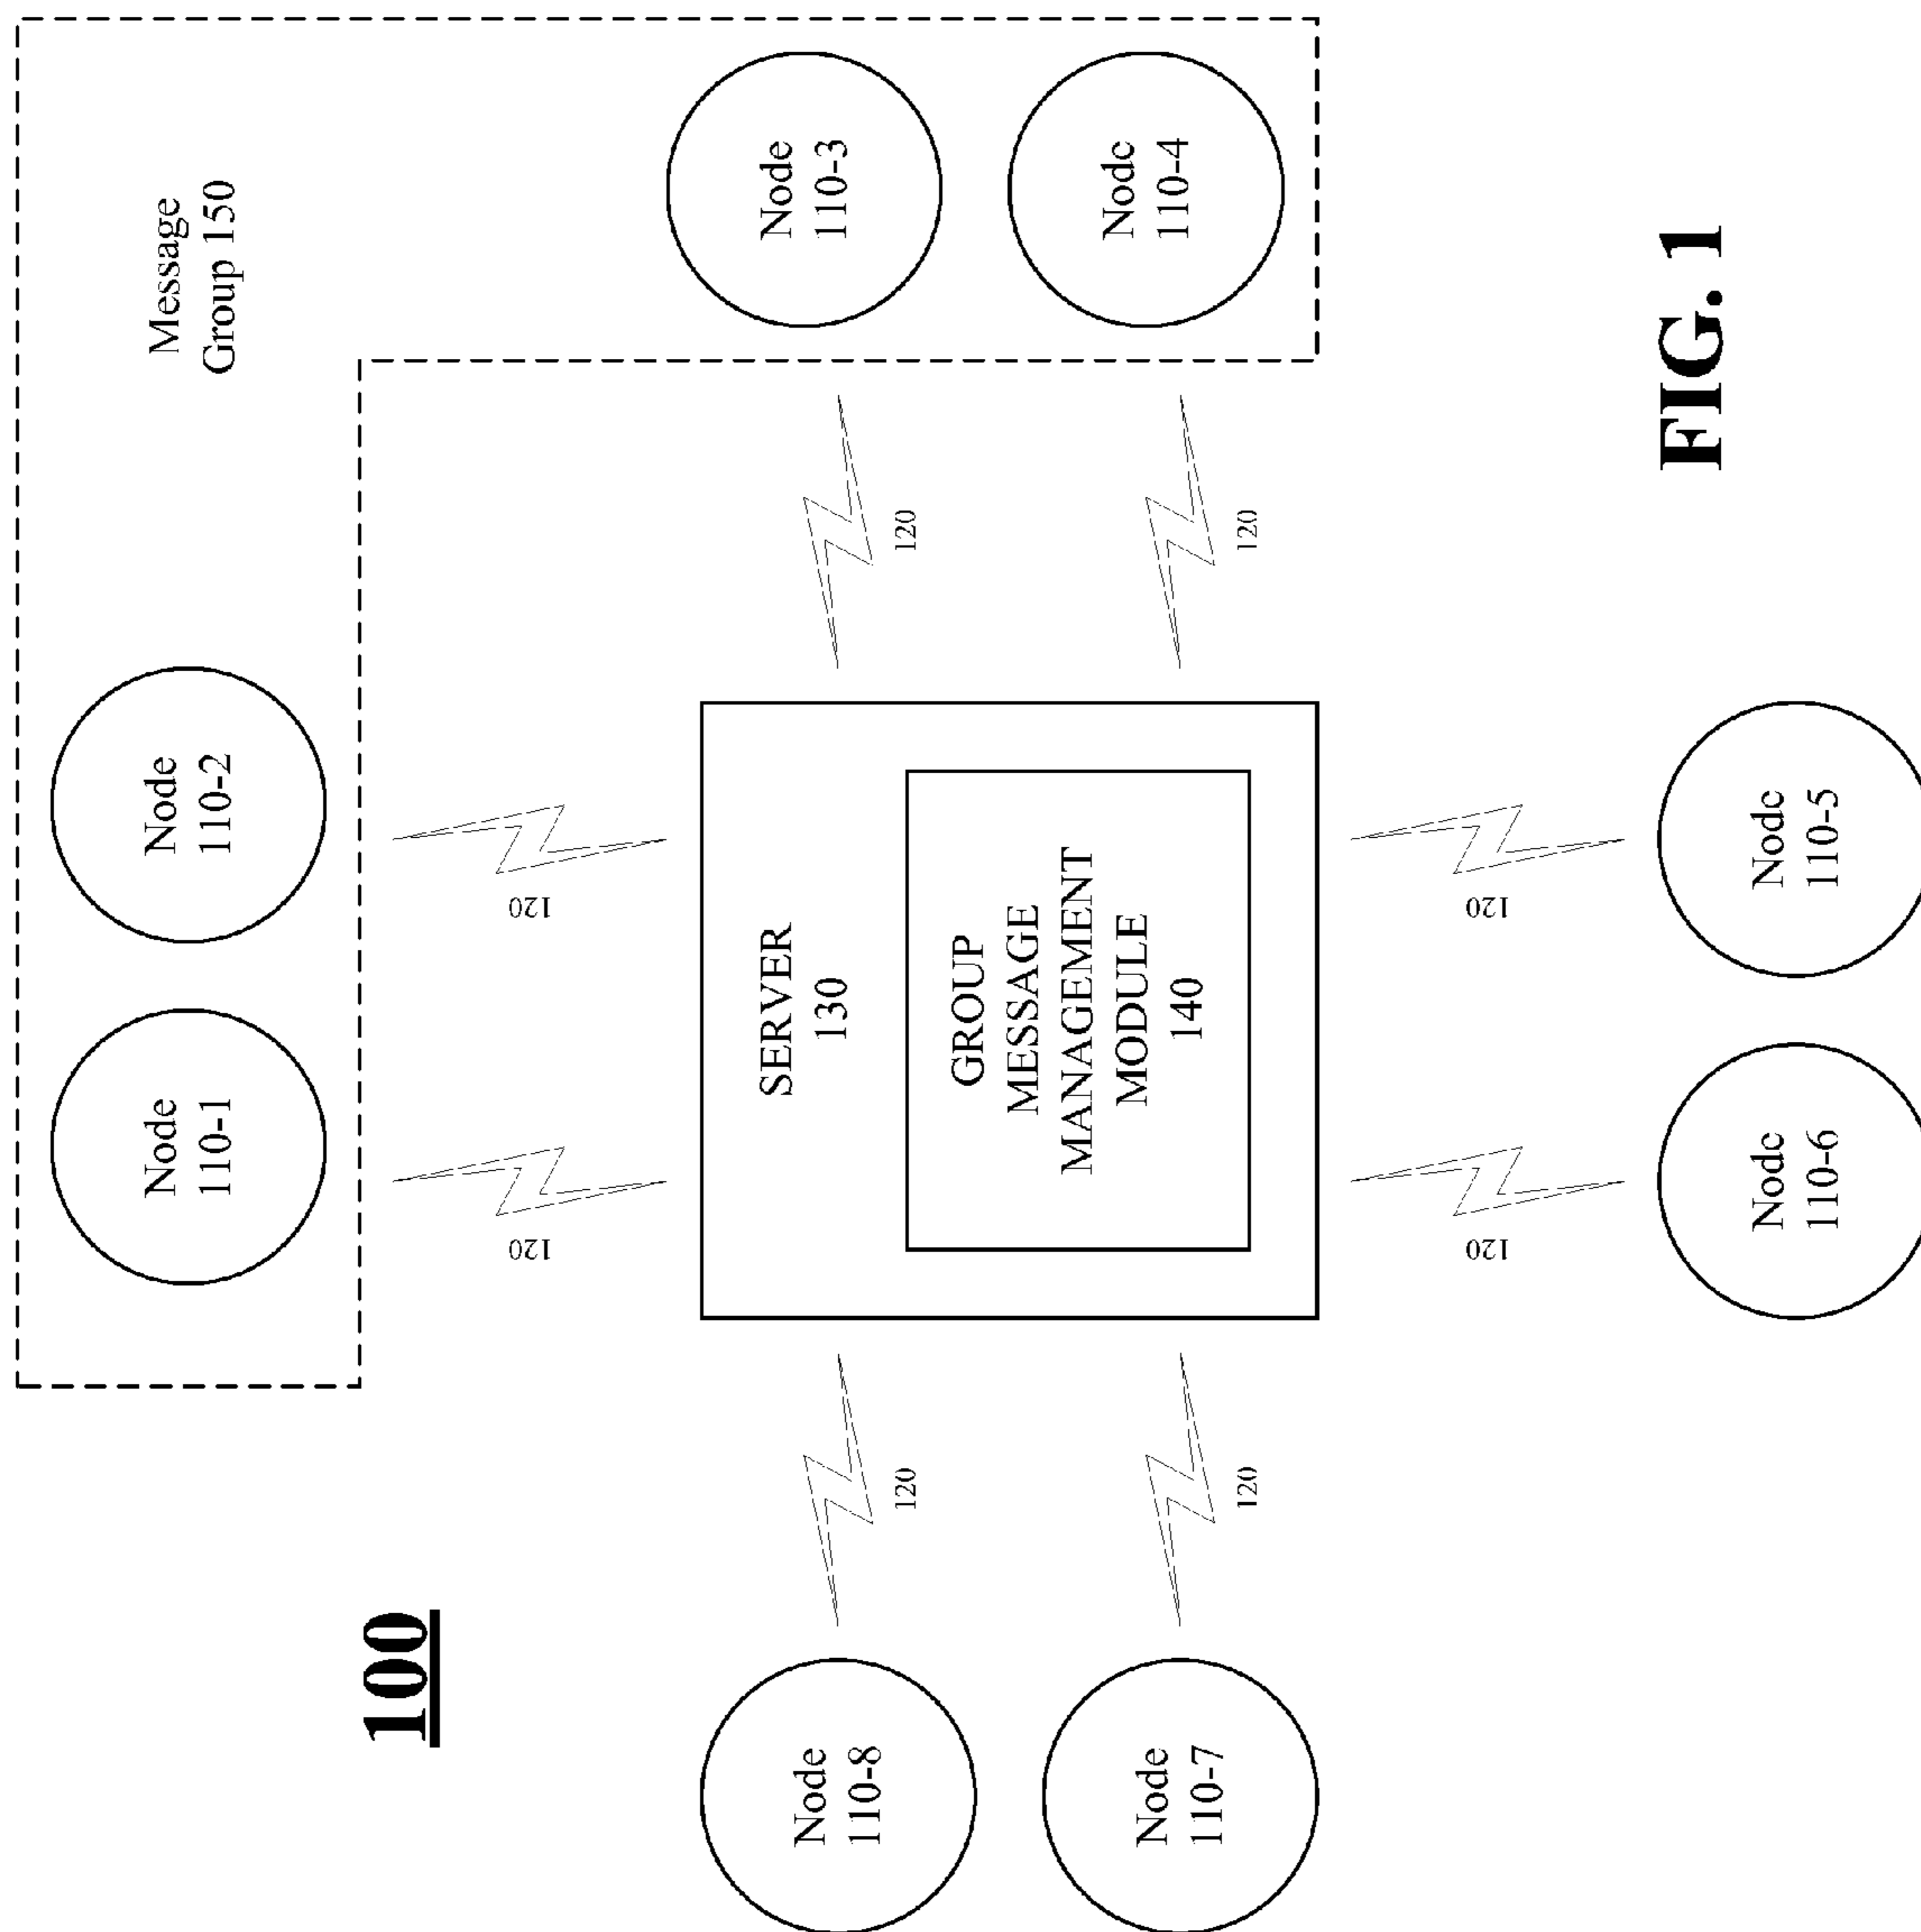 Node
110-1
Node
110-2
Message
Group 150
100
120
120
Node
110-8
120
SERVER
130
120
Node
110-3
GROUP
MESSAGE
MANAGEMENT
MODULE
140
Node
110-7
120
120
Node
110-4
120
120
Node
110-6
Node
110-5
FIG. 1